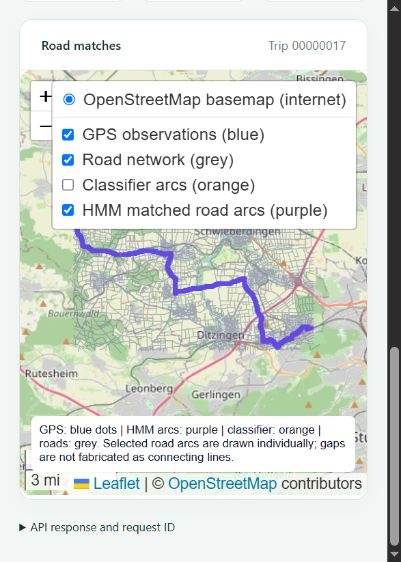 Road matches
Trip 00000017
Bissingen
+
OpenStreetMap basemap (internet)
−
GPS observations (blue)
Road network (grey)
Classifier arcs (orange)
HMM matched road arcs (purple)
Schwieberdingen
Bauernwald
Ditzingen
Rutesheim
Leonberg
Gerlingen
GPS: blue dots | HMM arcs: purple | classifier: orange |
roads: grey. Selected road arcs are drawn individually; gaps
are not fabricated as connecting lines.
3 mi
Leaflet | © OpenStreetMap contributors
▶ API response and request ID